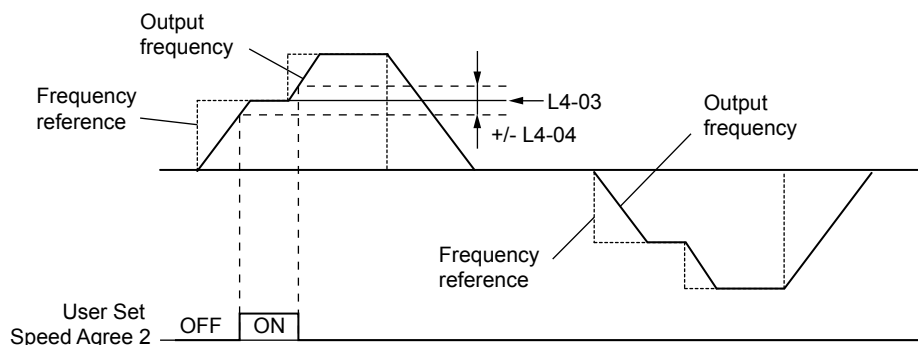 Output
frequency
Frequency
reference
L4-03
+/- L4-04
Output
frequency
Frequency
reference
User Set
Speed Agree 2
OFF
ON